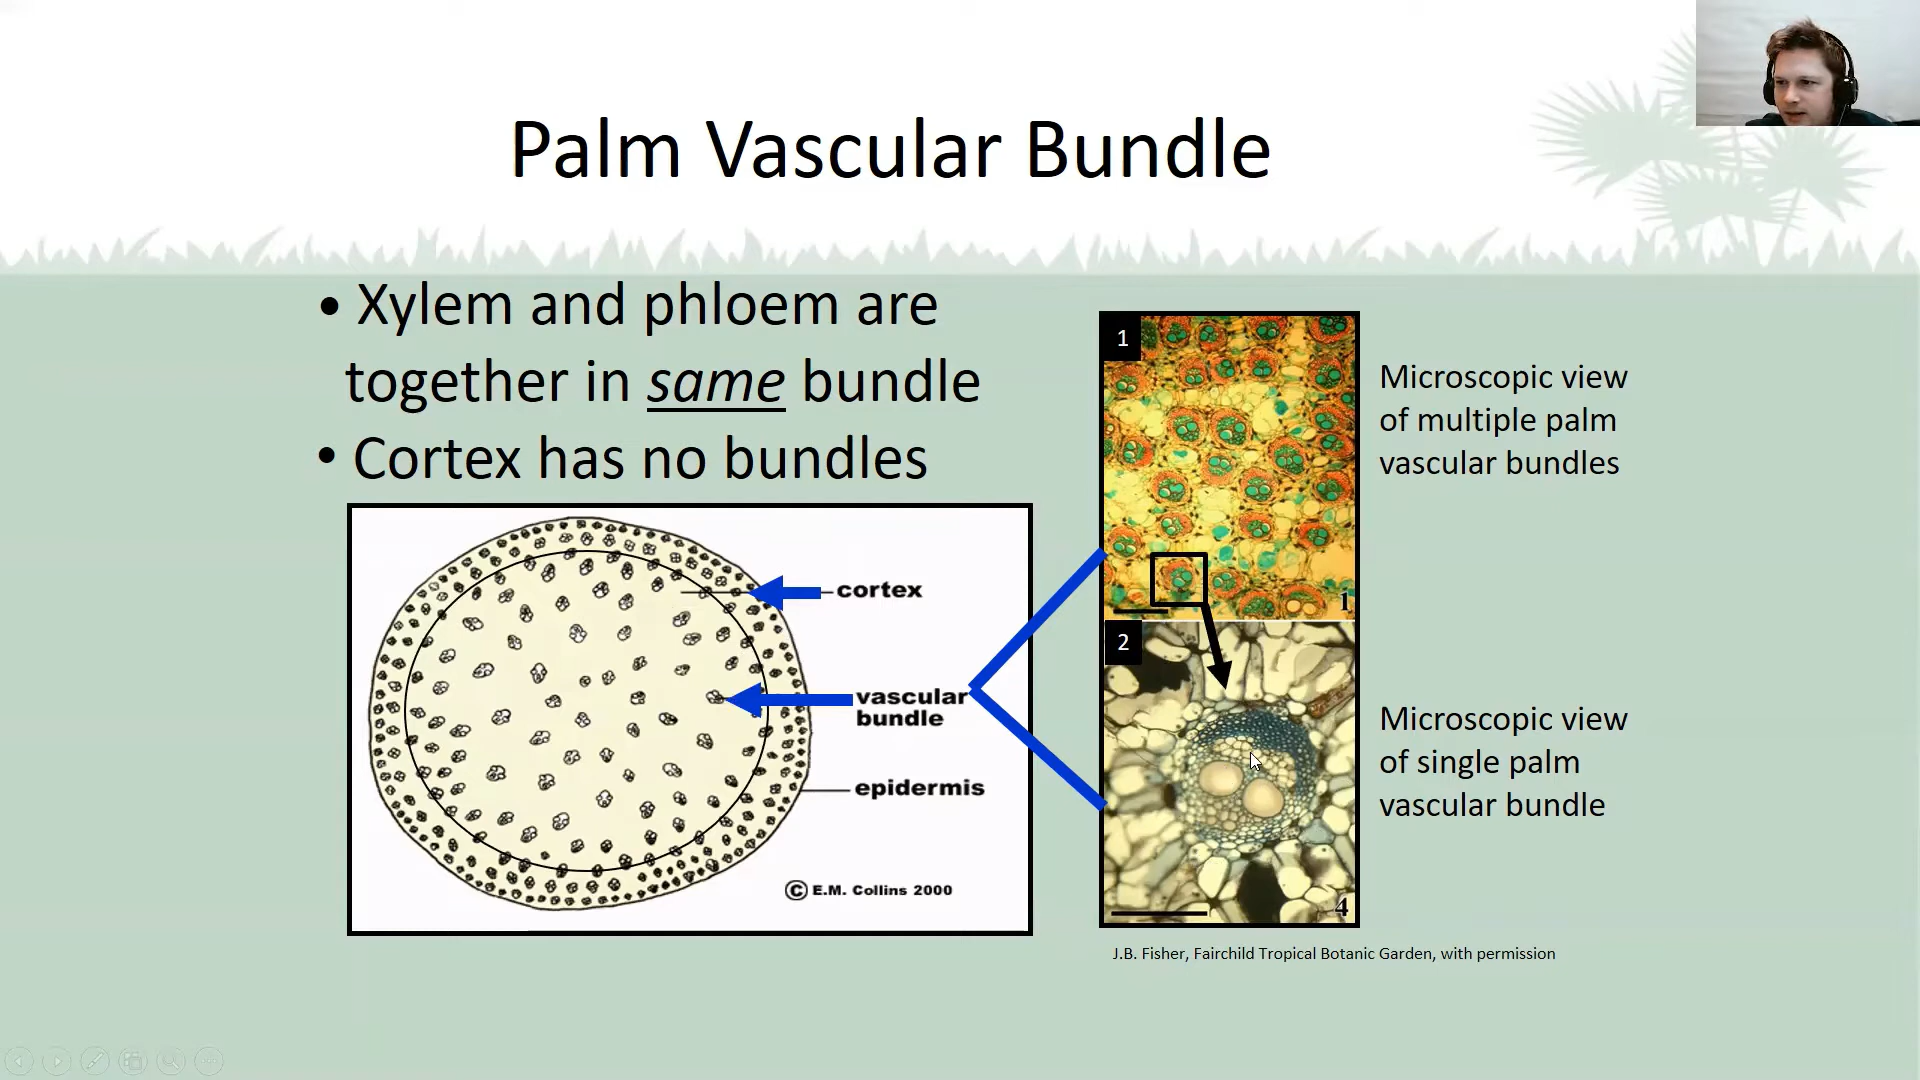 Palm Vascular Bundle
• Xylem and phloem are
together in same bundle
• Cortex has no bundles
cortex
vascular
bundle
epidermis
© E.M. Collins 2000
1
1
2
4
Microscopic view
of multiple palm
vascular bundles
Microscopic view
of single palm
vascular bundle
J.B. Fisher, Fairchild Tropical Botanic Garden, with permission